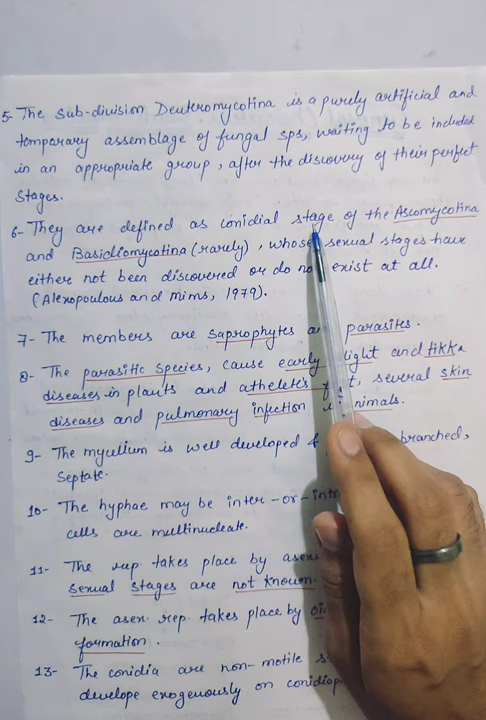 5- The sub-division Deuteromycotina is a purely artificial and
temparary assemblage of fungal sps, waiting to be included
in an appropriate group, after the discovery of their perfect
stages.
6- They are defined as conidial stage of the Ascomycotina
and Basidiomycotina (rarely), whose sexual stages have
either not been discovered or do not exist at all.
(Alexopoulous and mims, 1979).
7- The members are saprophytes parasites.
8- The parasitic species, cause early light and tikka
diseases in plants and athelete's several skin
diseases and pulmonary infection
9- The mycelium is well developed & branched,
Septate.
10- The hyphae may be inter-or-intr
cells are multinucleate.
11- The rep takes place by asex
sexual stages are not known.
12- The asex. rep. takes place by
formation.
13- The conidia are non-motile
develope exogenously on conidiop